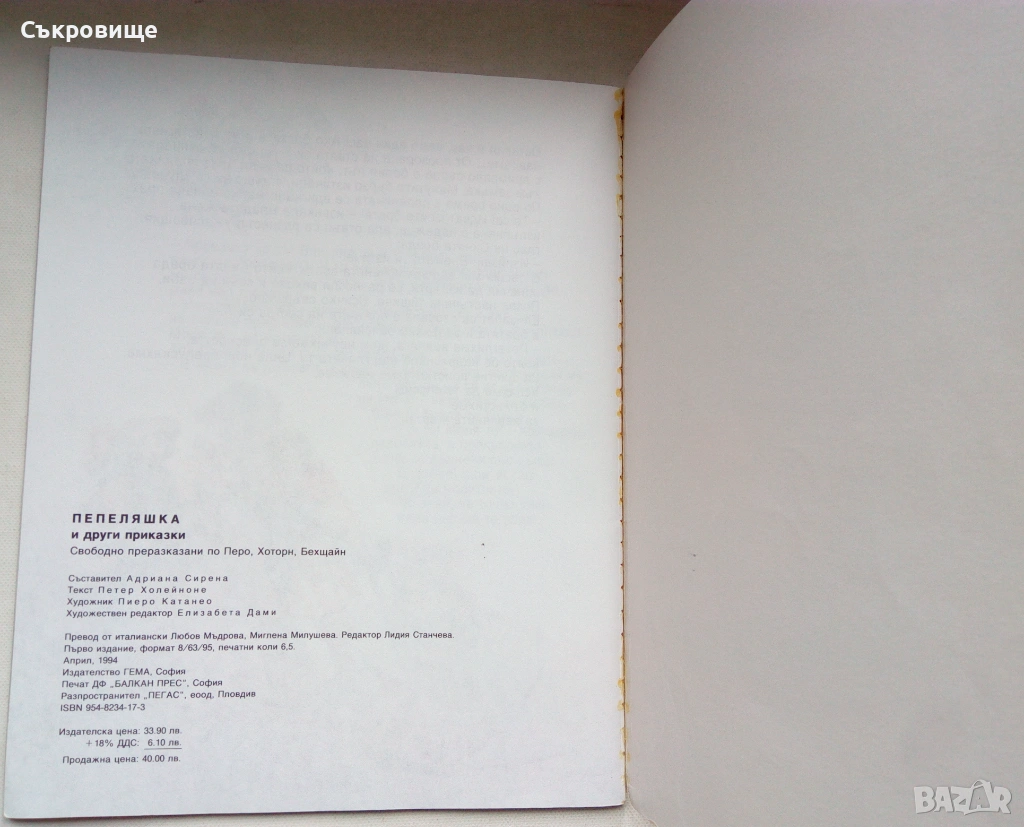 Съкровище
ПЕПЕЛЯШКА
и други приказки
Свободно преразказани по Перо, Хоторн, Бехщайн
Съставител Адриана Сирена
Текст Петер Холейноне
Художник Пиеро Катанео
Художествен редактор Елизабета Дами
Превод от италиански Любов Мъдрова, Миглена Милушева. Редактор Лидия Станчева.
Първо издание, формат 8/63/95, печатни коли 6,5.
Април, 1994
Издателство ГЕМА, София
Печат ДФ „БАЛКАН ПРЕС", София
Разпространител „ПЕГАС", еоод, Пловдив
ISBN 954-8234-17-3
Издателска цена: 33.90 лв.
+ 18% ДДС: 6.10 лв.
Продажна цена: 40.00 лв.
BAZAR